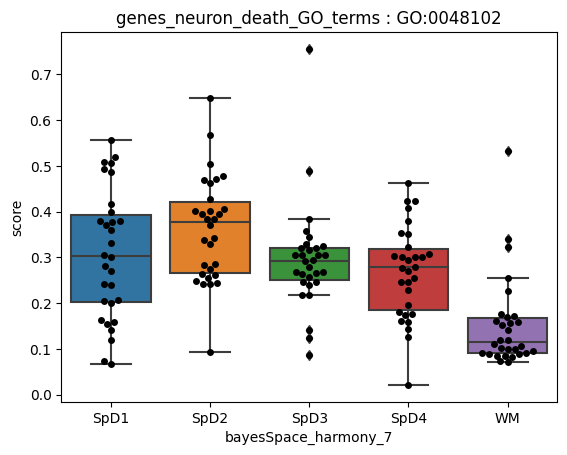 genes_neuron_death_GO_terms : GO:0048102
score
0.7
0.6
0.5
0.4
0.3
0.2
0.1
0.0
SpD1 SpD2 SpD3 SpD4 WM
bayesSpace_harmony_7